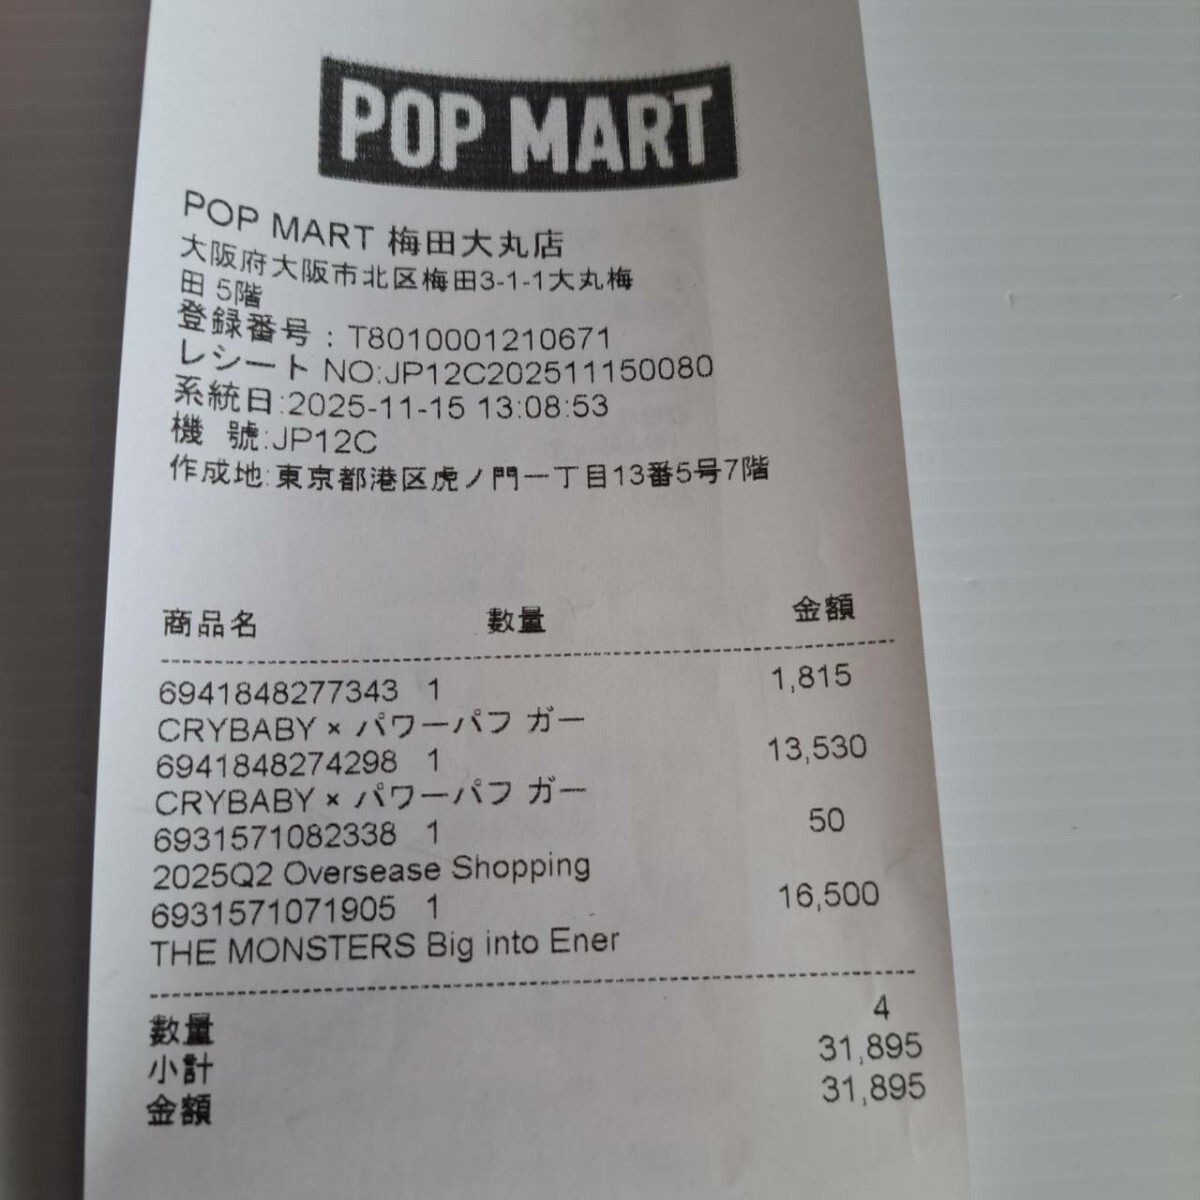 POP MART
POP MART 梅田大丸店
大阪府大阪市北区梅田3-1-1大丸梅
田 5階
登録番号 : T8010001210671
レシート NO:JP12C202511150080
系統日:2025-11-15 13:08:53
機 號:JP12C
作成地:東京都港区虎ノ門一丁目13番5号7階
商品名 數量 金額
6941848277343 1 1,815
CRYBABY × パワーパフ ガー
6941848274298 1 13,530
CRYBABY × パワーパフ ガー
6931571082338 1 50
2025Q2 Oversease Shopping
6931571071905 1 16,500
THE MONSTERS Big into Ener
數量 4
小計 31,895
金額 31,895